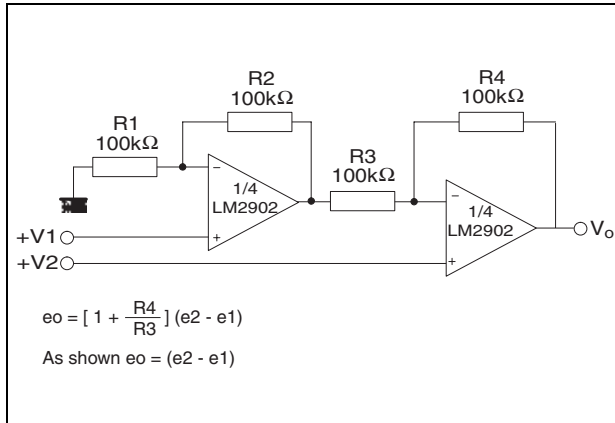 R2
100kΩ
R4
100kΩ
R1
100kΩ
R3
100kΩ
−
1/4
LM2902
+
−
1/4
LM2902
+
+V1
+V2
Vo
eo = [ 1 + R4/R3 ] (e2 - e1)
As shown eo = (e2 - e1)